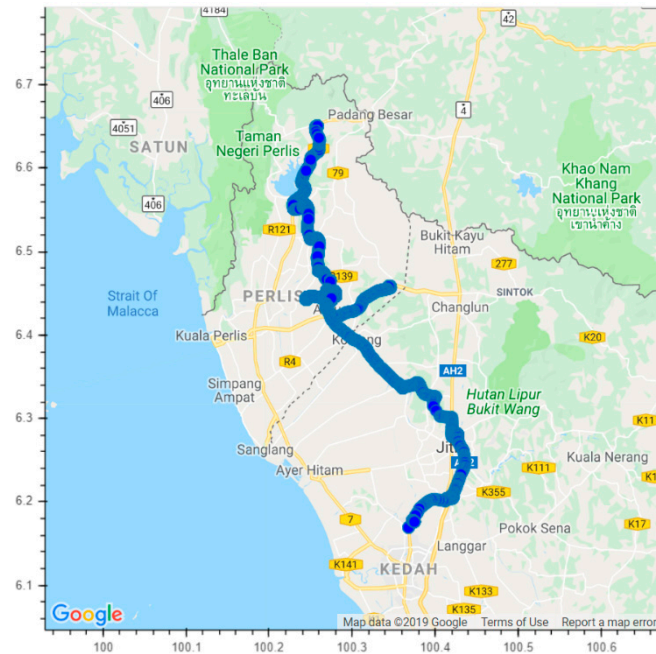 4184
42
Thale Ban
National Park
อุทยานแห่งชาติ
ทะเลบัน
6.7
406
4
Padang Besar
4051
SATUN
Taman
Negeri Perlis
Khao Nam
Khang
National Park
อุทยานแห่งชาติ
เขาน้ำค้าง
6.6
79
406
R121
6.5
Bukit-Kayu
Hitam
277
SINTOK
Strait Of
Malacca
PERLIS
R139
Changlun
6.4
Kuala Perlis
K20
R4
AH2
Simpang
Ampat
Hutan Lipur
Bukit Wang
6.3
K11
Sanglang
Jit
Kuala Nerang
Ayer Hitam
K111
K1
6.2
K355
7
K17
Pokok Sena
Langgar
K141
KEDAH
6.1
K133
K135
Google
Map data ©2019 Google
Terms of Use
Report a map error
100
100.1
100.2
100.3
100.4
100.5
100.6